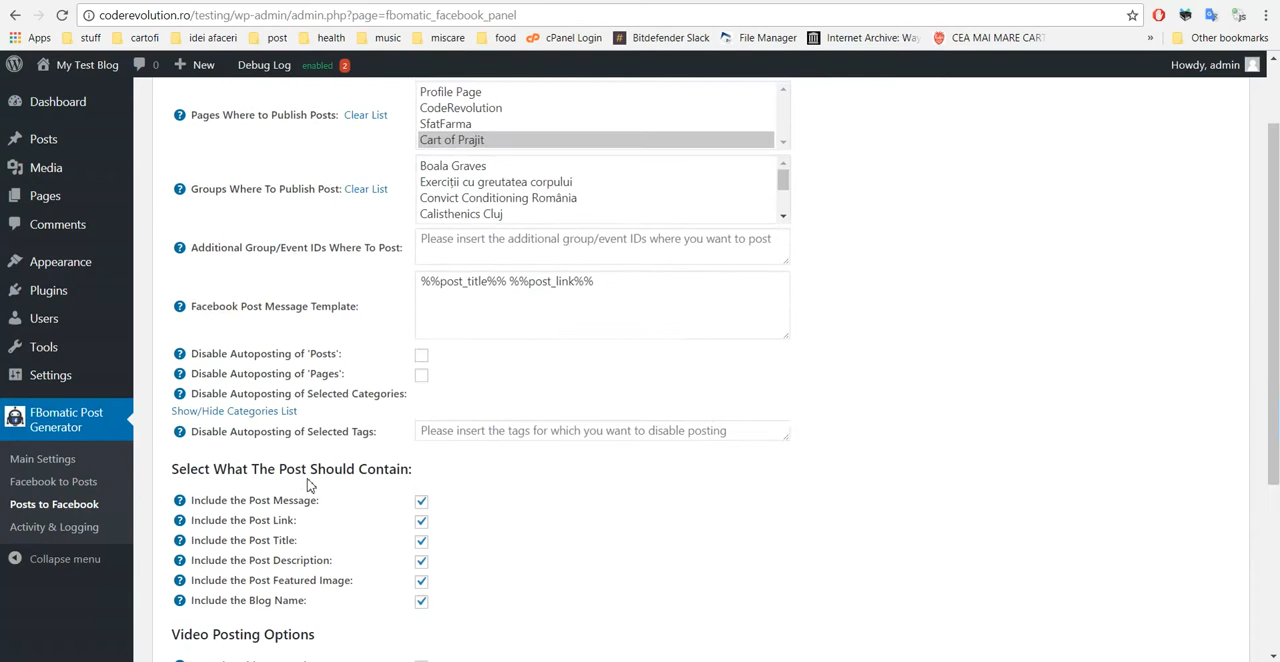 coderevolution.ro/testing/wp-admin/admin.php?page=fbomatic_facebook_panel
Apps stuff cartofi idei afaceri post health music miscare food cPanel Login Bitdefender Slack File Manager Internet Archive: Way CEA MAI MARE CART » Other bookmarks
My Test Blog 0 New Debug Log enabled 2 Howdy, admin
Dashboard
Posts
Media
Pages
Comments
Appearance
Plugins
Users
Tools
Settings
FBomatic Post
Generator
Main Settings
Facebook to Posts
Posts to Facebook
Activity & Logging
Collapse menu
Profile Page
Pages Where to Publish Posts: Clear List
CodeRevolution
SfatFarma
Cart of Prajit
Boala Graves
Exerciții cu greutatea corpului
Groups Where To Publish Post: Clear List
Convict Conditioning România
Calisthenics Cluj
Additional Group/Event IDs Where To Post: Please insert the additional group/event IDs where you want to post
%%post_title%% %%post_link%%
Facebook Post Message Template:
Disable Autoposting of 'Posts':
Disable Autoposting of 'Pages':
Disable Autoposting of Selected Categories:
Show/Hide Categories List
Disable Autoposting of Selected Tags: Please insert the tags for which you want to disable posting
Select What The Post Should Contain:
Include the Post Message:
Include the Post Link:
Include the Post Title:
Include the Post Description:
Include the Post Featured Image:
Include the Blog Name:
Video Posting Options